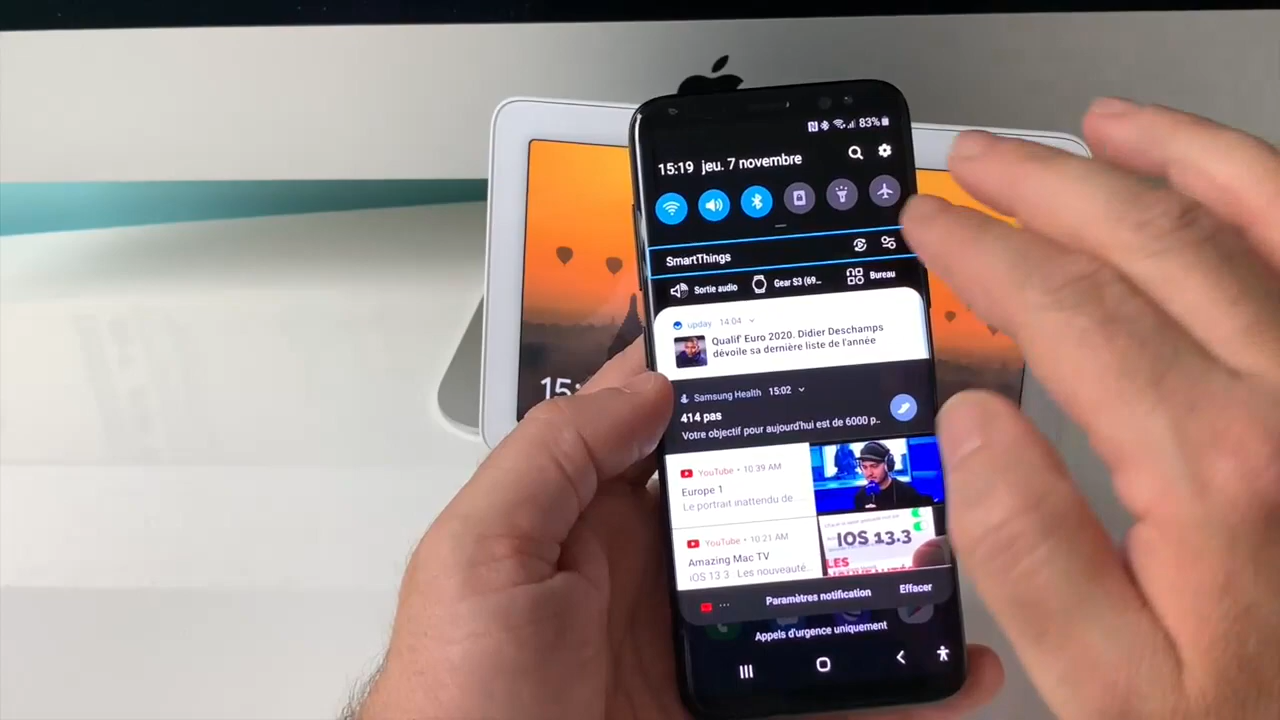 83%
15:19 jeu. 7 novembre
SmartThings
Sortie audio
Gear S3 (69...
Bureau
upday 14:04
Qualif' Euro 2020. Didier Deschamps
dévoile sa dernière liste de l'année
15:
Samsung Health 15:02
414 pas
Votre objectif pour aujourd'hui est de 6000 p..
YouTube • 10:39 AM
Europe 1
Le portrait inattendu de
YouTube • 10:21 AM
Amazing Mac TV
iOS 13.3 Les nouveauté..
IOS 13.3
LES
Paramètres notification
Effacer
Appels d'urgence uniquement